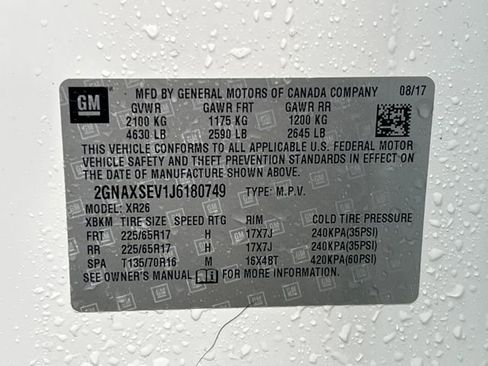 GM
MFD BY GENERAL MOTORS OF CANADA COMPANY 08/17
GVWR GAWR FRT GAWR RR
2100 KG 1175 KG 1200 KG
4630 LB 2590 LB 2645 LB
THIS VEHICLE CONFORMS TO ALL APPLICABLE U.S. FEDERAL MOTOR
VEHICLE SAFETY AND THEFT PREVENTION STANDARDS IN EFFECT ON
THE DATE OF MANUFACTURE SHOWN ABOVE.
2GNAXSEV1J6180749 TYPE: M.P.V.
MODEL: XR26
XBKM TIRE SIZE SPEED RTG RIM COLD TIRE PRESSURE
FRT 225/65R17 H 17X7J 240KPA(35PSI)
RR 225/65R17 H 17X7J 240KPA(35PSI)
SPA T135/70R16 M 16X4BT 420KPA(60PSI)
SEE OWNER'S MANUAL FOR MORE INFORMATION.